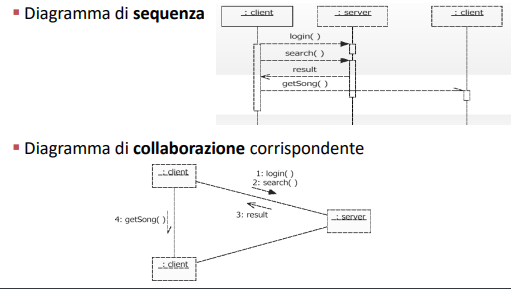 ▪ Diagramma di sequenza
: client
: server
: client
login( )
search( )
result
getSong( )
▪ Diagramma di collaborazione corrispondente
: client
1: login( )
2: search( )
3: result
: server
4: getSong( )
: client